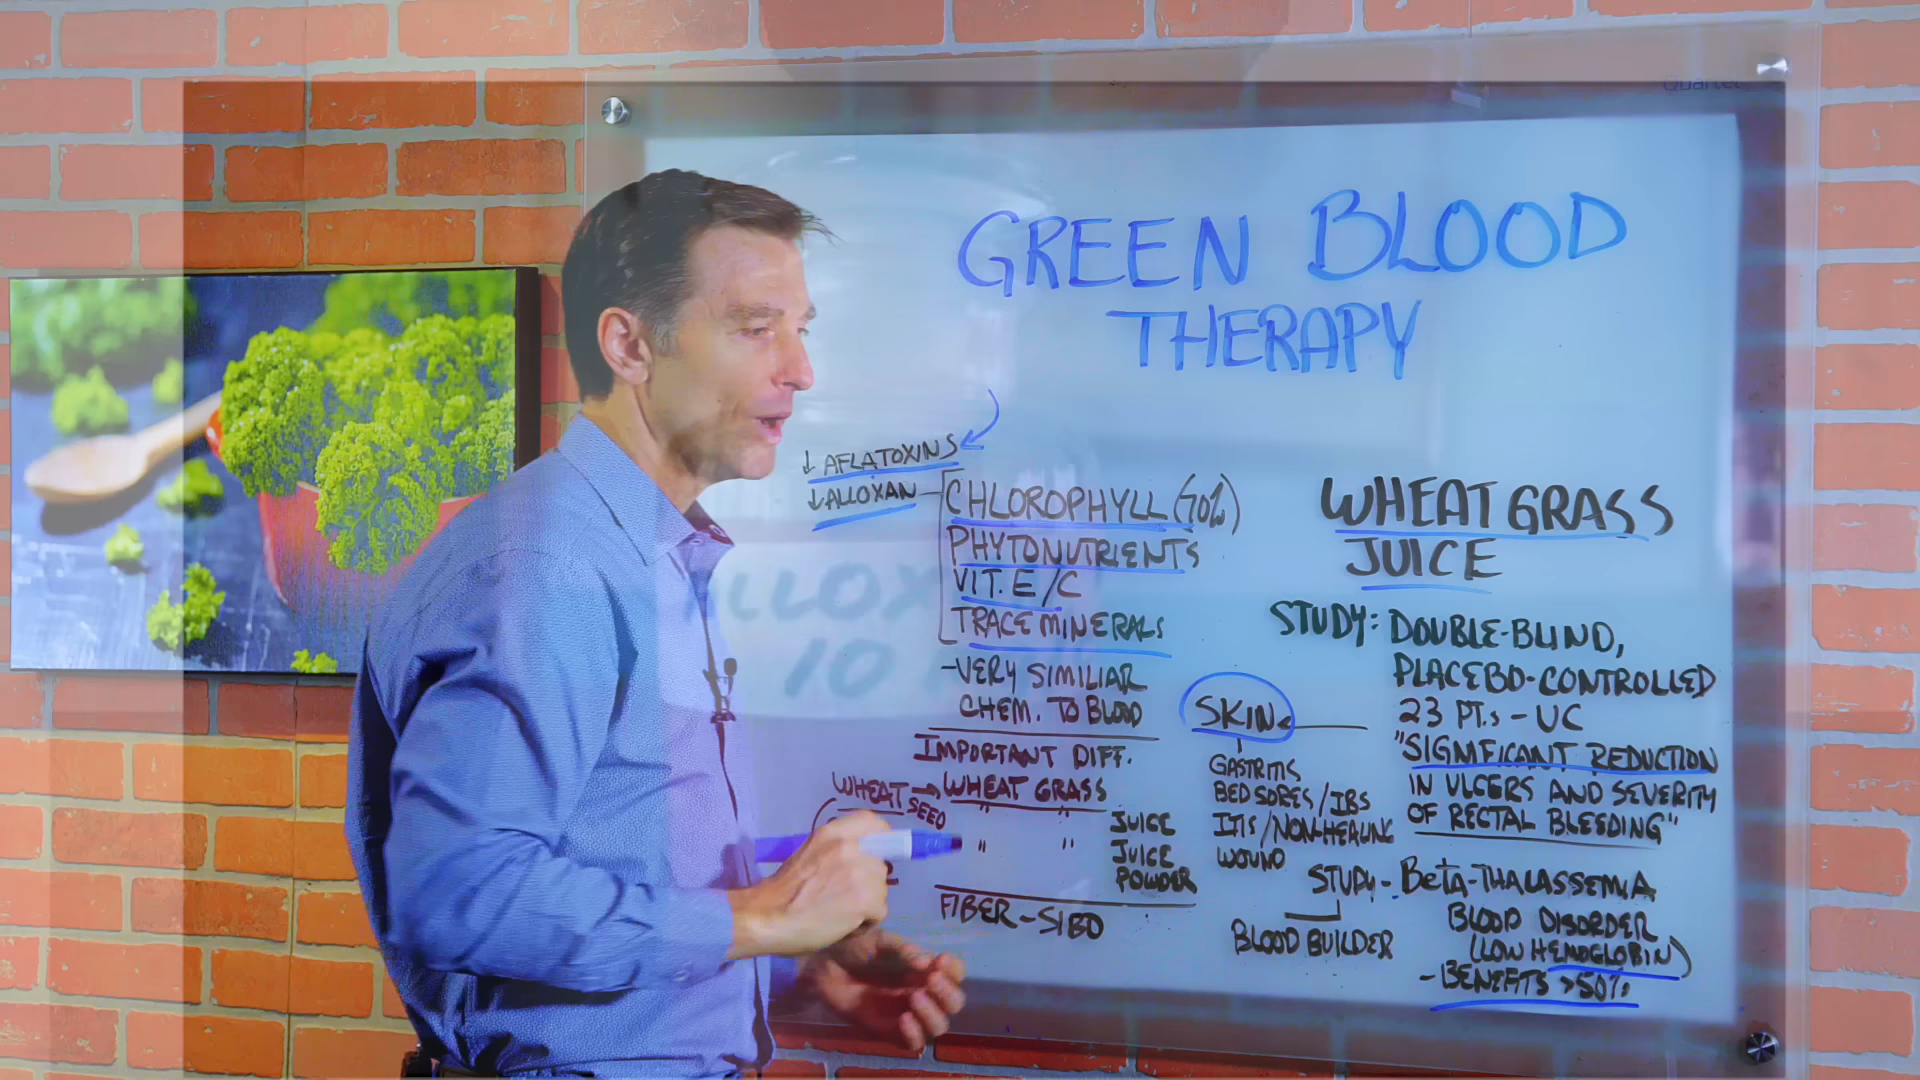 Quartet
GREEN BLOOD
THERAPY
↓ AFLATOXINS
↓ ALLOXAN
CHLOROPHYLL (70%)
PHYTONUTRIENTS
VIT. E/C
TRACE MINERALS
-VERY SIMILIAR
CHEM. TO BLOOD
IMPORTANT DIFF.
WHEAT → WHEAT GRASS
SEED
" "
JUICE
" "
JUICE
POWDER
FIBER-SIBO
ALLOX
10
WHEAT GRASS
JUICE
STUDY: DOUBLE-BLIND,
PLACEBO-CONTROLLED
23 PT.s - UC
"SIGNIFICANT REDUCTION
IN ULCERS AND SEVERITY
OF RECTAL BLEEDING"
SKIN
GASTRITIS
BED SORES/IBS
ITIS/NON-HEALING
WOUND
STUDY - BETA-THALASSEMIA
BLOOD DISORDER
(LOW HEMOGLOBIN)
- BENEFITS >50%
BLOOD BUILDER